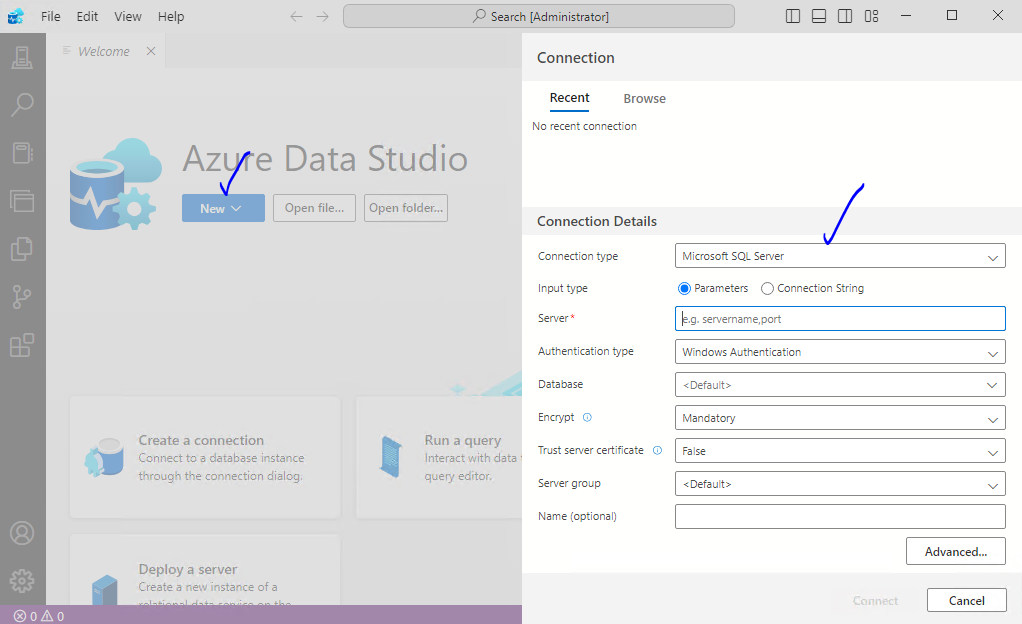 File Edit View Help
Search [Administrator]
Welcome
Azure Data Studio
New
Open file...
Open folder...
Create a connection
Connect to a database instance
through the connection dialog.
Run a query
Interact with data
query editor.
Deploy a server
Create a new instance of a
relational data service on the
0 0
Connection
Recent Browse
No recent connection
Connection Details
Connection type Microsoft SQL Server
Input type Parameters Connection String
Server* e.g. servername,port
Authentication type Windows Authentication
Database <Default>
Encrypt Mandatory
Trust server certificate False
Server group <Default>
Name (optional)
Advanced...
Connect Cancel